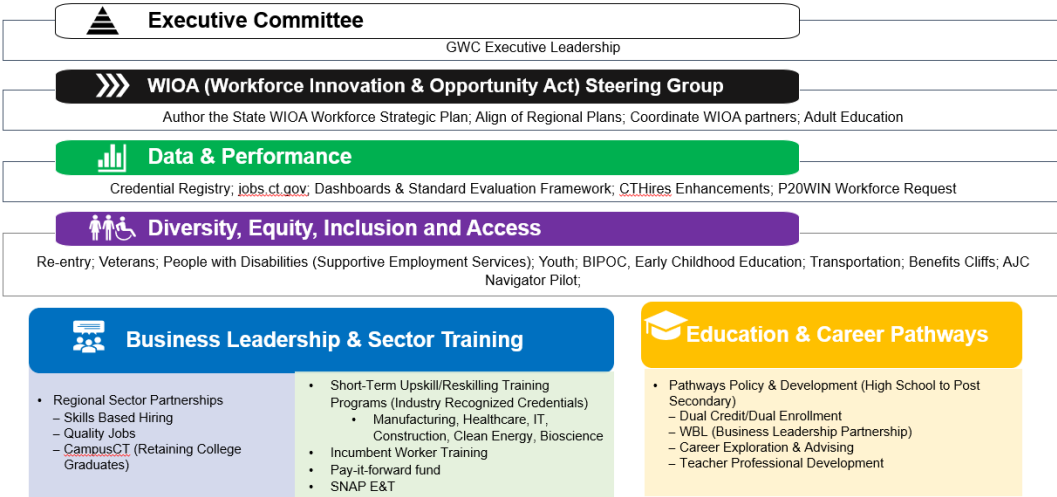 Executive Committee
GWC Executive Leadership
WIOA (Workforce Innovation & Opportunity Act) Steering Group
Author the State WIOA Workforce Strategic Plan; Align of Regional Plans; Coordinate WIOA partners; Adult Education
Data & Performance
Credential Registry; jobs.ct.gov; Dashboards & Standard Evaluation Framework; CTHires Enhancements; P20WIN Workforce Request
Diversity, Equity, Inclusion and Access
Re-entry; Veterans; People with Disabilities (Supportive Employment Services); Youth; BIPOC, Early Childhood Education; Transportation; Benefits Cliffs; AJC
Navigator Pilot;
Business Leadership & Sector Training
• Regional Sector Partnerships
– Skills Based Hiring
– Quality Jobs
– CampusCT (Retaining College
Graduates)
• Short-Term Upskill/Reskilling Training
Programs (Industry Recognized Credentials)
• Manufacturing, Healthcare, IT,
Construction, Clean Energy, Bioscience
• Incumbent Worker Training
• Pay-it-forward fund
• SNAP E&T
Education & Career Pathways
• Pathways Policy & Development (High School to Post
Secondary)
– Dual Credit/Dual Enrollment
– WBL (Business Leadership Partnership)
– Career Exploration & Advising
– Teacher Professional Development